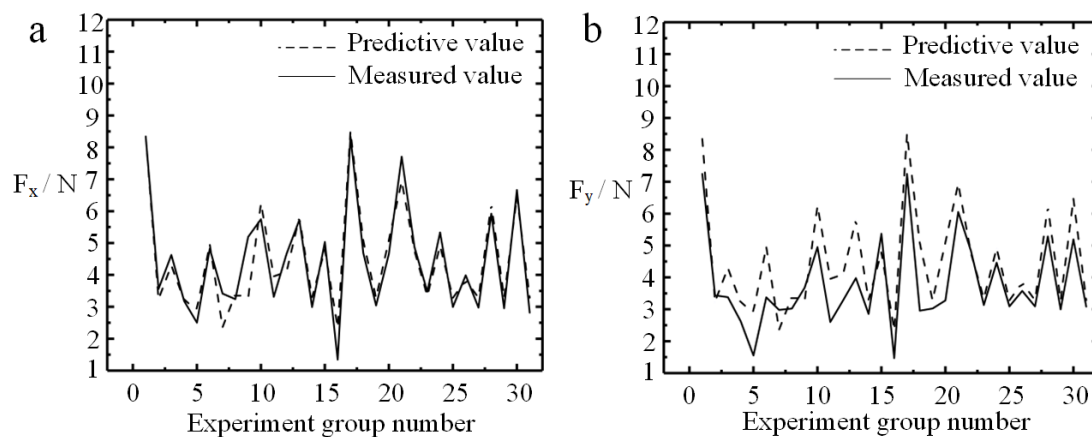 a
12
11
10
9
8
7
6
5
4
3
2
1
Fx / N
Predictive value
Measured value
0 5 10 15 20 25 30
Experiment group number
b
12
11
10
9
8
7
6
5
4
3
2
1
Fy / N
Predictive value
Measured value
0 5 10 15 20 25 30
Experiment group number